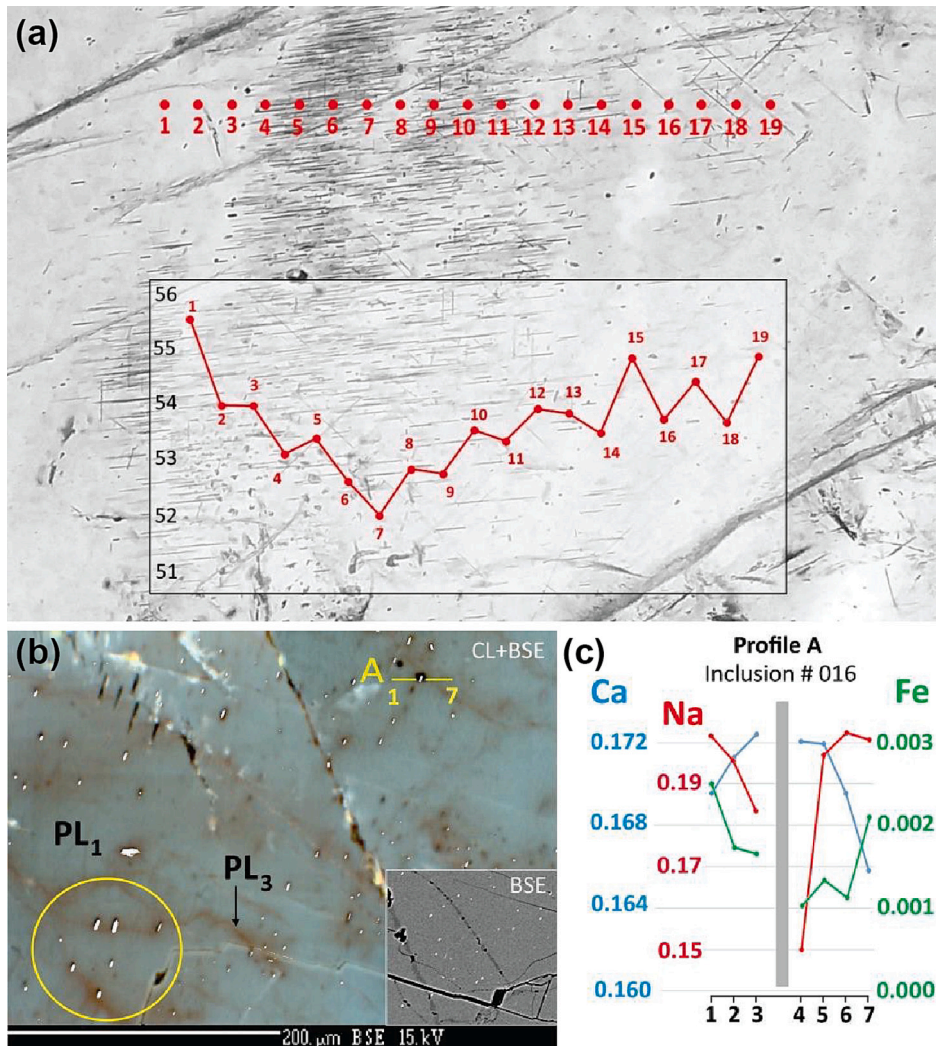 (a)
1 2 3 4 5 6 7 8 9 10 11 12 13 14 15 16 17 18 19
56
55
54
53
52
51
1
2
3
4
5
6
7
8
9
10
11
12
13
14
15
16
17
18
19
(b)
CL+BSE
A
1 7
PL1
PL3
BSE
200.µm BSE 15.kV
(c)
Profile A
Inclusion # 016
Ca
Na
Fe
0.172
0.168
0.164
0.160
0.19
0.17
0.15
0.003
0.002
0.001
0.000
1 2 3 4 5 6 7